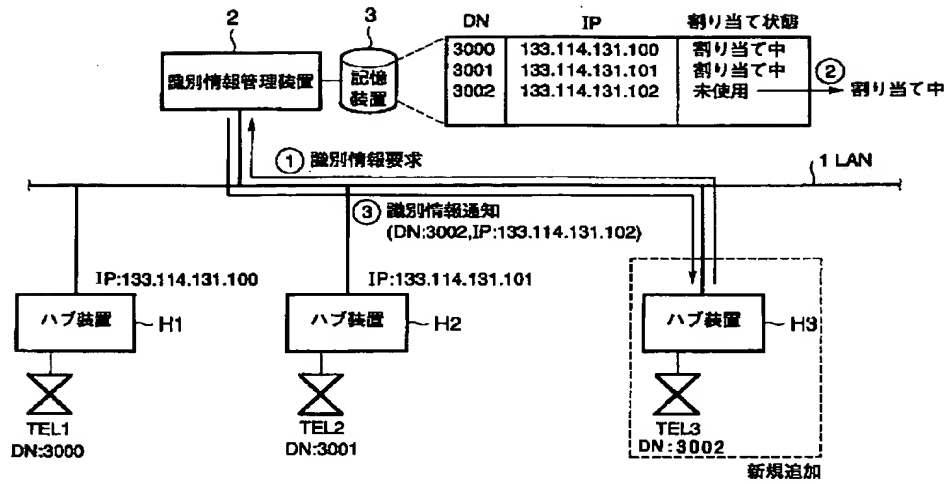 2
3
DN IP 割り当て状態
識別情報管理装置
記憶
装置
3000 133.114.131.100 割り当て中
3001 133.114.131.101 割り当て中
3002 133.114.131.102 未使用 ② 割り当て中
① 識別情報要求
1 LAN
③ 識別情報通知
(DN:3002,IP:133.114.131.102)
IP:133.114.131.100
IP:133.114.131.101
ハブ装置 H1
ハブ装置 H2
ハブ装置 H3
TEL1
DN:3000
TEL2
DN:3001
TEL3
DN:3002
新規追加